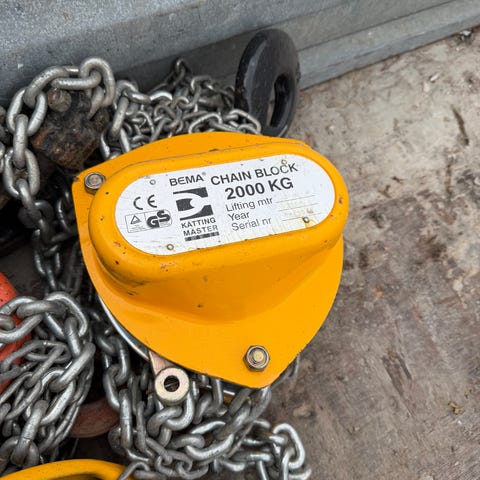 BEMA® CHAIN BLOCK
2000 KG
Lifting mtr
Year
Serial nr
CE
GS
KATTING
MASTER